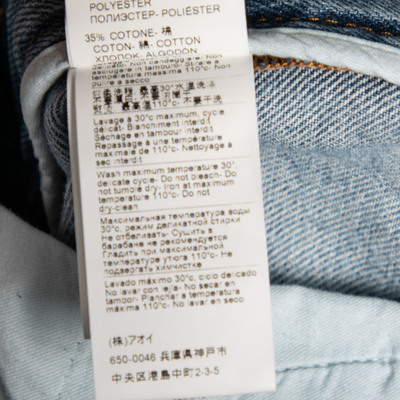 POLYESTER
ПОЛИЭСТЕР- POLIÉSTER
35% COTONE- 棉
COTON- 綿- COTTON
ХЛОПОК- ALGODÓN
Lavage à 30°c maximum, cycle
délicat- Blanchiment interdit
Séchage en tambour interdit
Repassage à une température
maximale de 110°c- Nettoyage à
sec interdit
Wash maximum temperature 30°,
delicate cycle- Do not bleach- Do
not tumble dry- Iron at maximum
temperature 110°c- Do not
dry-clean
Максимальная температура воды
30°c, режим деликатной стирки
Не отбеливать- Сушить в
барабане не рекомендуется
Гладить при максимальной
температуре утюга 110°c- Не
подвергать химчистке
Lavado máximo 30°, ciclo delicado
No lavar con lejía- No secar en
tambor- Planchar a temperatura
máxima 110°c- No lavar en seco
(株)アオイ
650-0046 兵庫県神戸市
中央区港島中町2-3-5